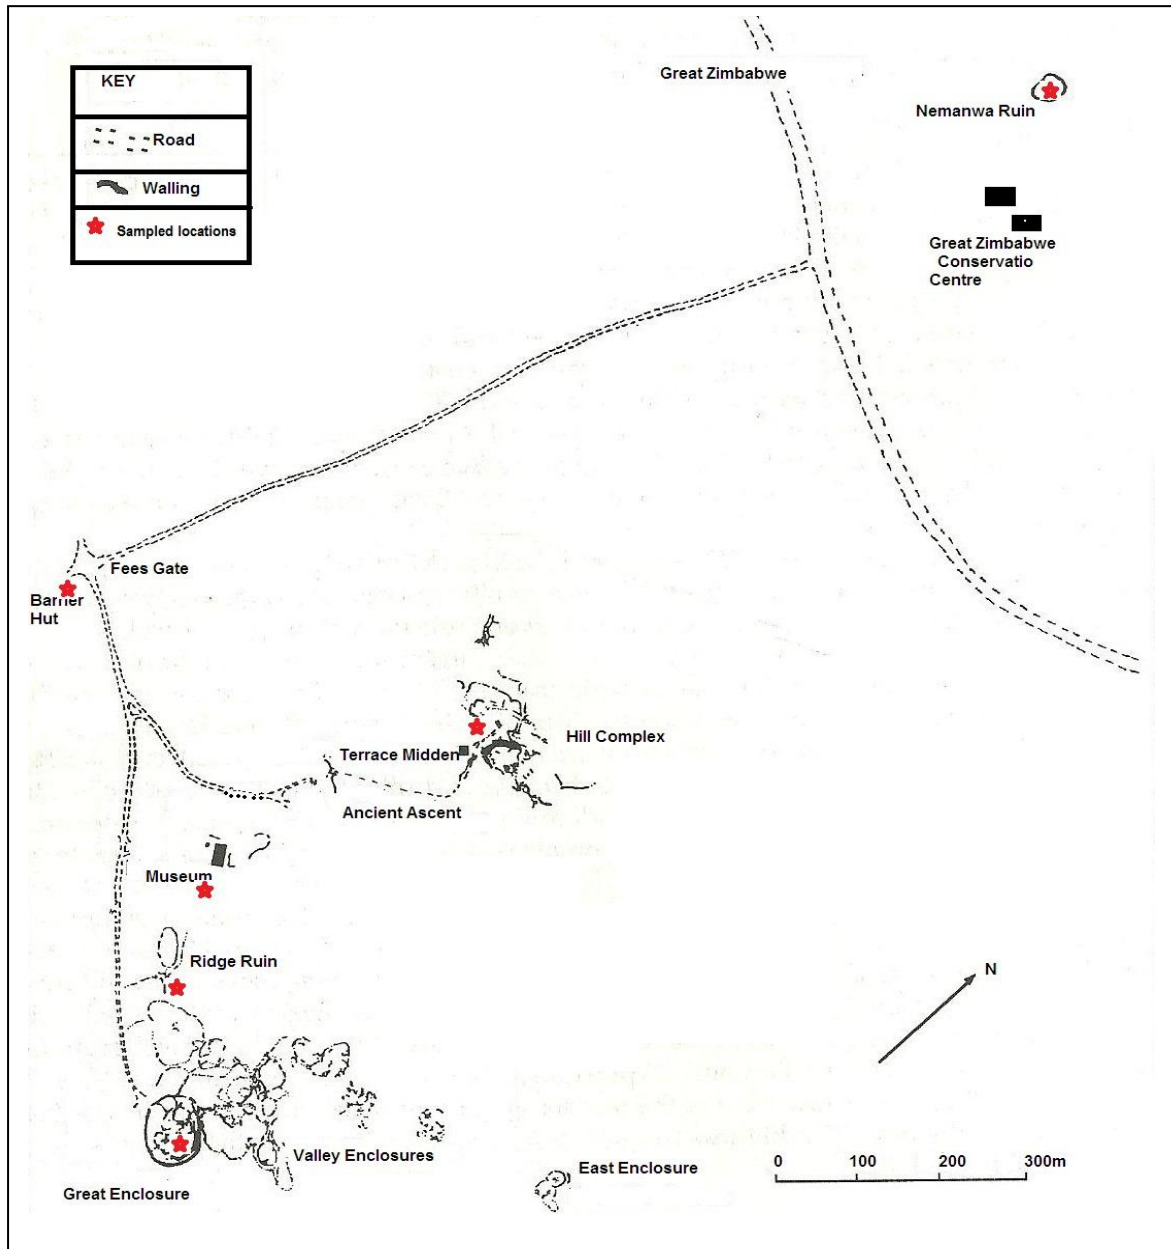 KEY
Road
Walling
Sampled locations
Great Zimbabwe
Nemanwa Ruin
Great Zimbabwe
Conservatio
Centre
Fees Gate
Barrier
Hut
Hill Complex
Terrace Midden
Ancient Ascent
Museum
Ridge Ruin
N
Valley Enclosures
East Enclosure
Great Enclosure
0 100 200 300m